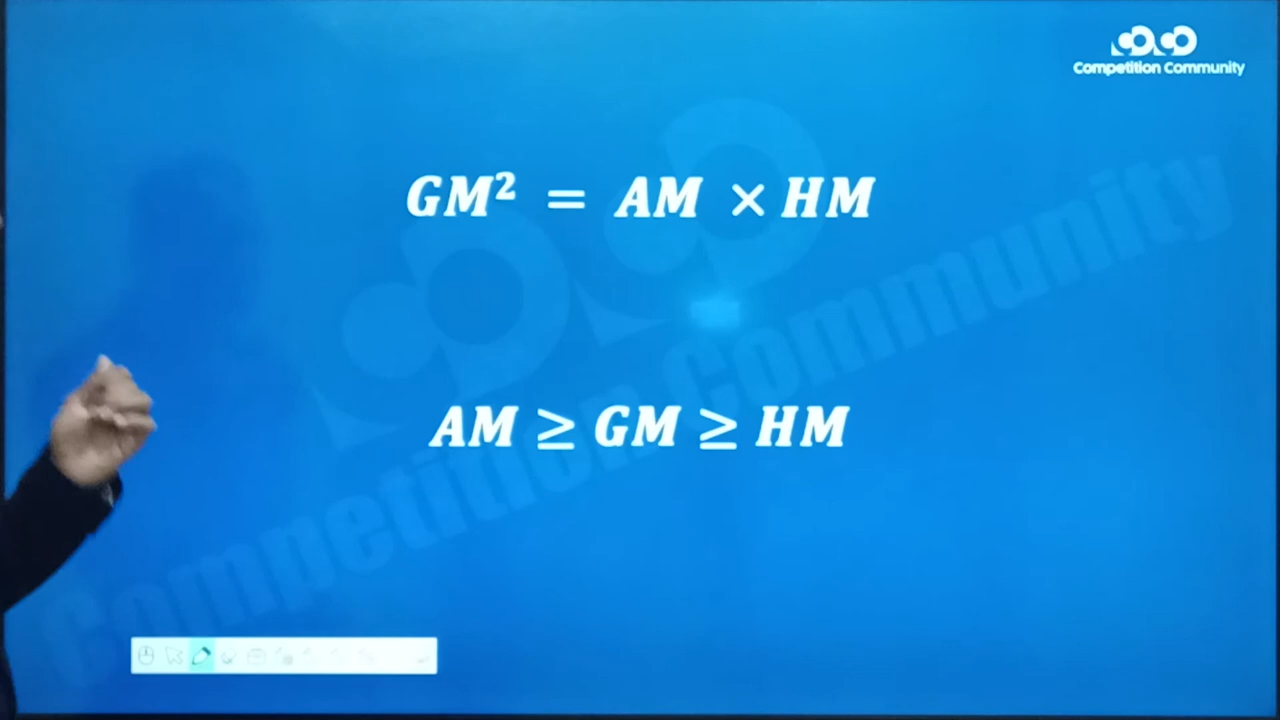 Competition Community
GM² = AM × HM
AM ≥ GM ≥ HM
Competition Community